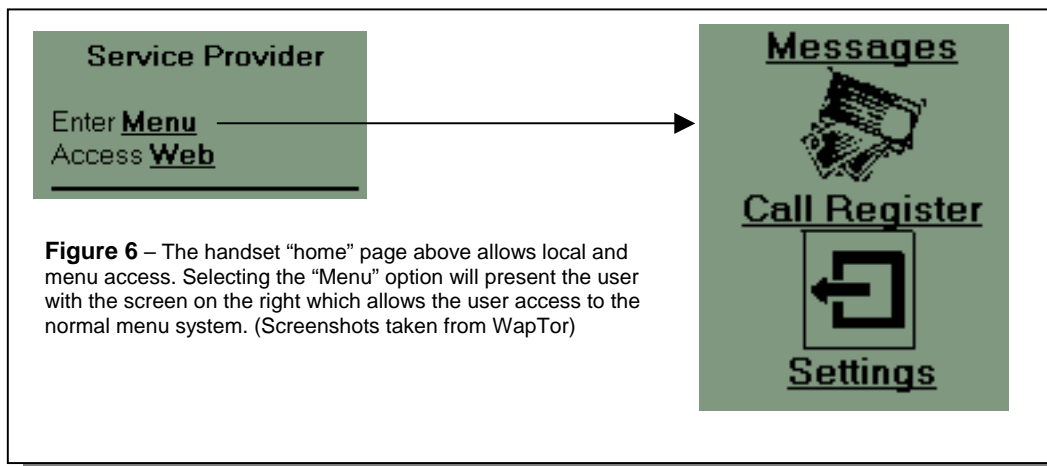 Service Provider
Enter Menu
Access Web
Messages
Call Register
Settings
Figure 6 – The handset “home” page above allows local and
menu access. Selecting the “Menu” option will present the user
with the screen on the right which allows the user access to the
normal menu system. (Screenshots taken from WapTor)